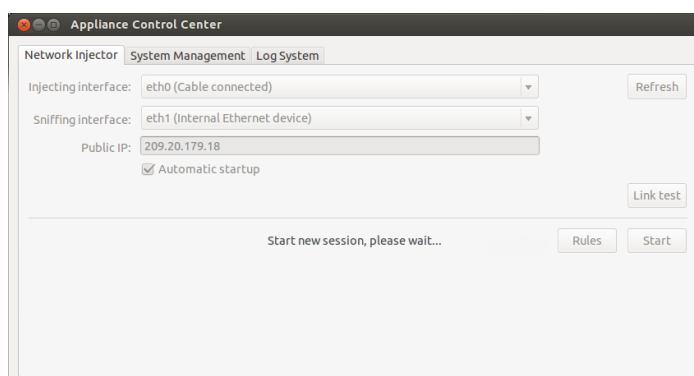 Appliance Control Center
Network Injector System Management Log System
Injecting interface: eth0 (Cable connected) Refresh
Sniffing interface: eth1 (Internal Ethernet device)
Public IP: 209.20.179.18
Automatic startup
Link test
Start new session, please wait... Rules Start